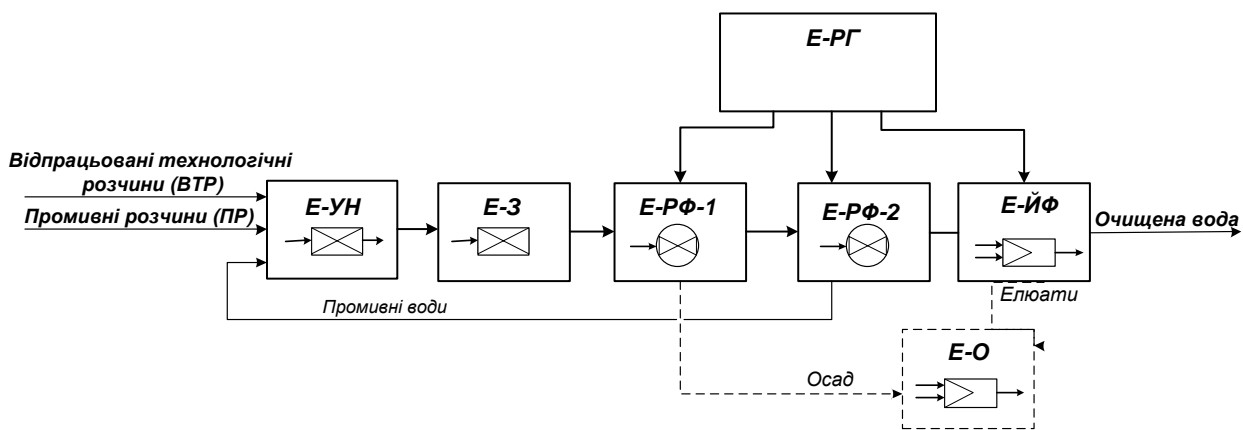 Е-РГ
Відпрацьовані технологічні
розчини (ВТР)
Промивні розчини (ПР)
Е-УН
Е-З
Е-РФ-1
Е-РФ-2
Е-ЙФ
Очищена вода
Промивні води
Елюати
Е-О
Осад